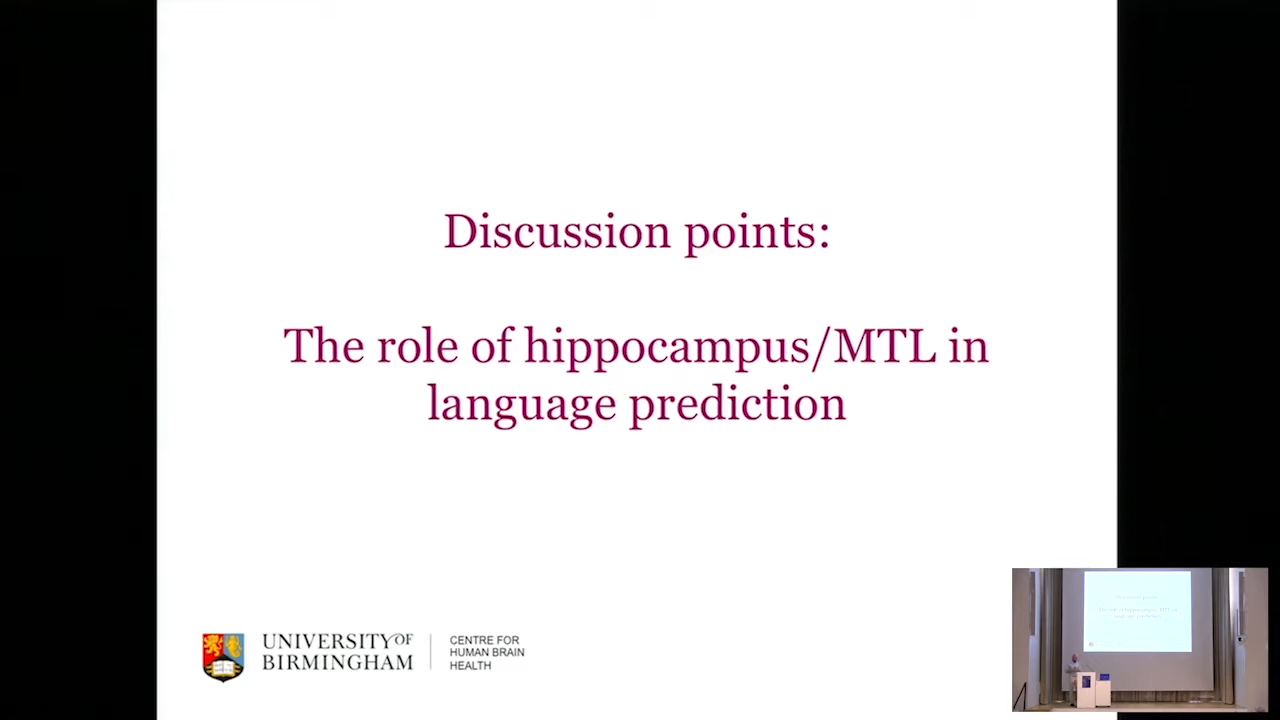 Discussion points:
The role of hippocampus/MTL in
language prediction
UNIVERSITY OF
BIRMINGHAM
CENTRE FOR
HUMAN BRAIN
HEALTH